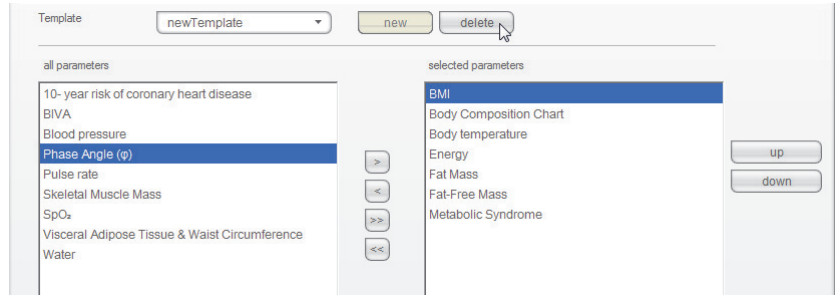 Template
newTemplate
new
delete
all parameters
selected parameters
10- year risk of coronary heart disease
BIVA
Blood pressure
Phase Angle (φ)
Pulse rate
Skeletal Muscle Mass
SpO₂
Visceral Adipose Tissue & Waist Circumference
Water
>
<
>>
<<
BMI
Body Composition Chart
Body temperature
Energy
Fat Mass
Fat-Free Mass
Metabolic Syndrome
up
down